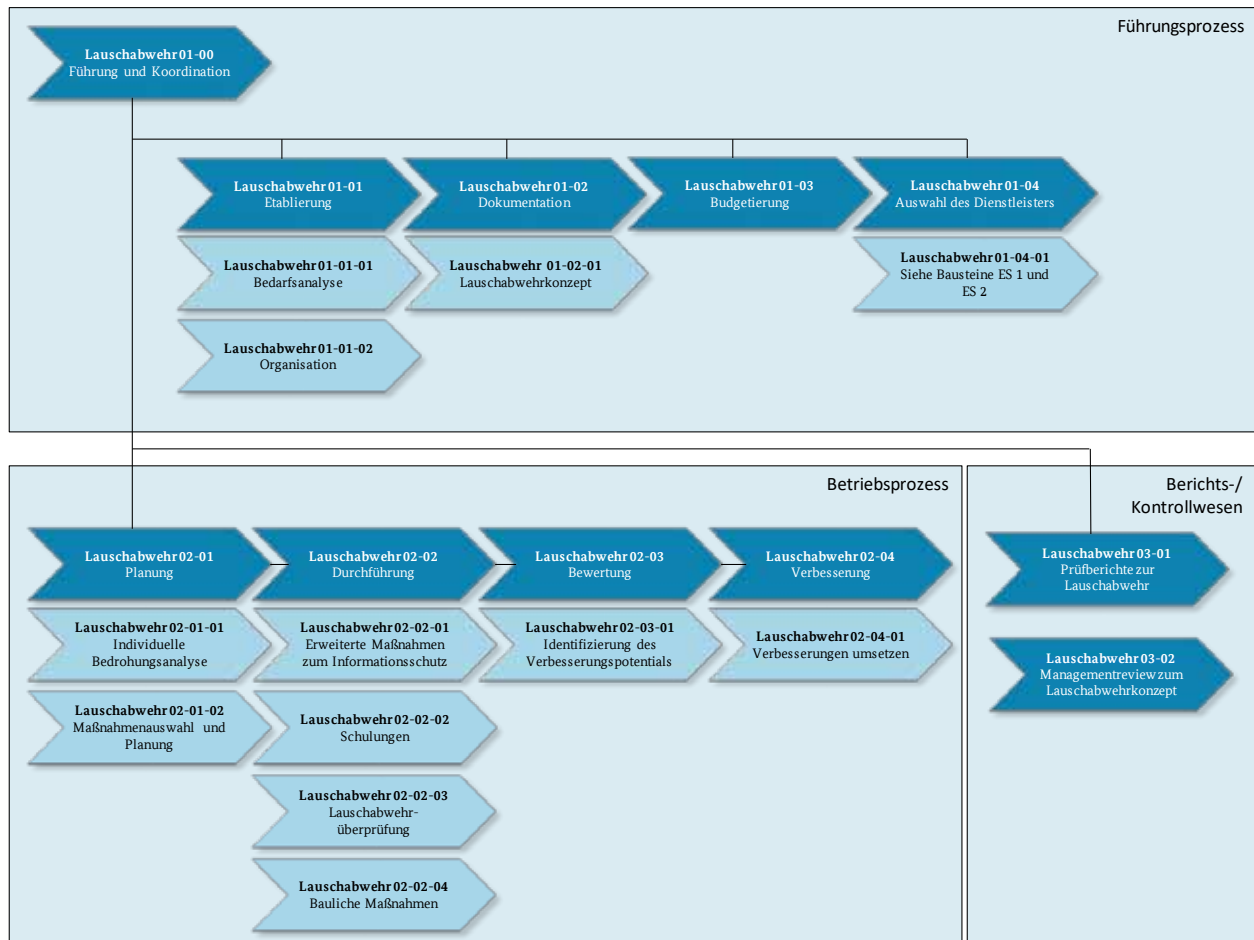 Führungsprozess
Lauschabwehr 01-00
Führung und Koordination
Lauschabwehr 01-01
Etablierung
Lauschabwehr 01-02
Dokumentation
Lauschabwehr 01-03
Budgetierung
Lauschabwehr 01-04
Auswahl des Dienstleisters
Lauschabwehr 01-01-01
Bedarfsanalyse
Lauschabwehr 01-02-01
Lauschabwehrkonzept
Lauschabwehr 01-04-01
Siehe Bausteine ES 1 und
ES 2
Lauschabwehr 01-01-02
Organisation
Betriebsprozess
Lauschabwehr 02-01
Planung
Lauschabwehr 02-02
Durchführung
Lauschabwehr 02-03
Bewertung
Lauschabwehr 02-04
Verbesserung
Lauschabwehr 02-01-01
Individuelle
Bedrohungsanalyse
Lauschabwehr 02-02-01
Erweiterte Maßnahmen
zum Informationsschutz
Lauschabwehr 02-03-01
Identifizierung des
Verbesserungspotentials
Lauschabwehr 02-04-01
Verbesserungen umsetzen
Lauschabwehr 02-01-02
Maßnahmenauswahl und
Planung
Lauschabwehr 02-02-02
Schulungen
Lauschabwehr 02-02-03
Lauschabwehr-
überprüfung
Lauschabwehr 02-02-04
Bauliche Maßnahmen
Berichts-/
Kontrollwesen
Lauschabwehr 03-01
Prüfberichte zur
Lauschabwehr
Lauschabwehr 03-02
Managementreview zum
Lauschabwehrkonzept